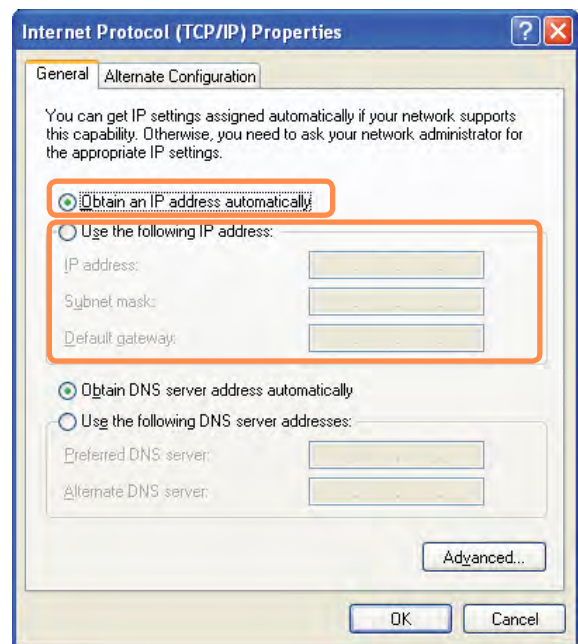 Internet Protocol (TCP/IP) Properties
General
Alternate Configuration
You can get IP settings assigned automatically if your network supports
this capability. Otherwise, you need to ask your network administrator for
the appropriate IP settings.
Obtain an IP address automatically
Use the following IP address:
IP address:
Subnet mask:
Default gateway:
Obtain DNS server address automatically
Use the following DNS server addresses:
Preferred DNS server:
Alternate DNS server:
Advanced...
OK
Cancel